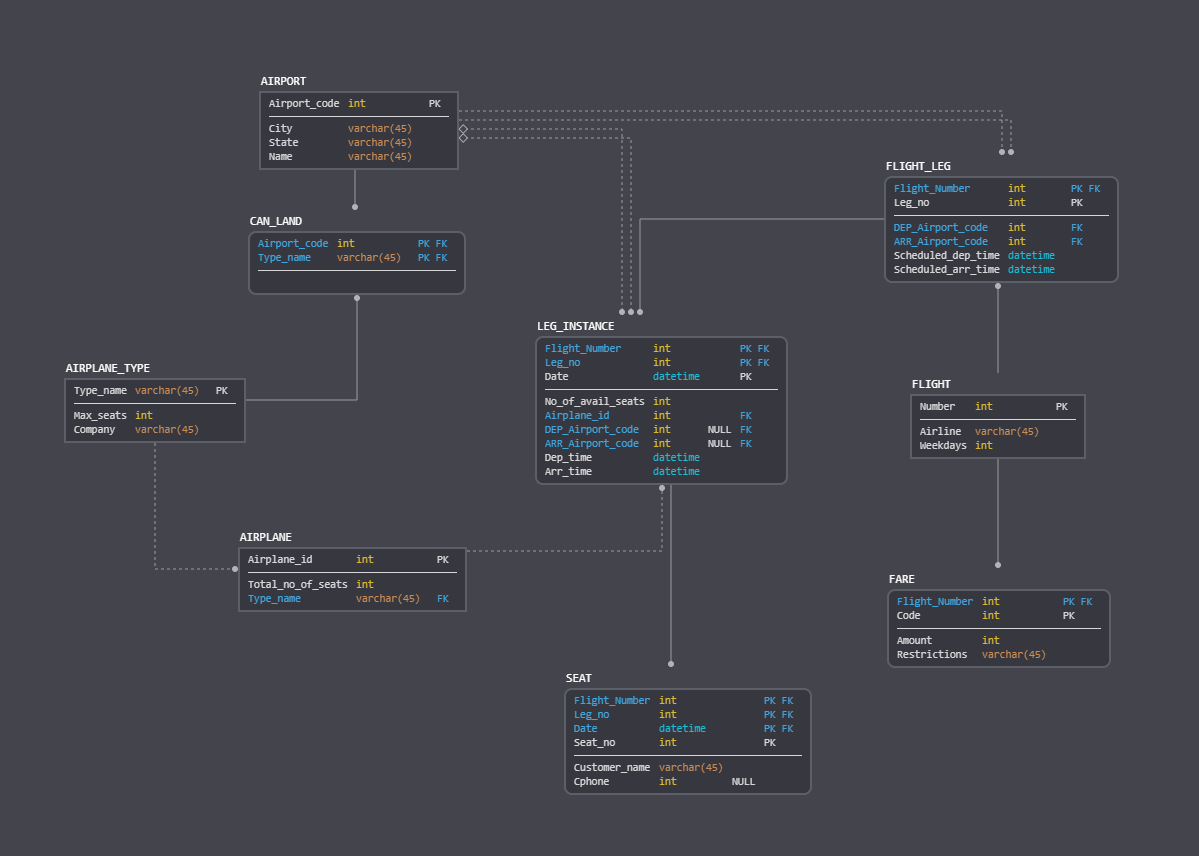 AIRPORT
Airport_code int PK
City varchar(45)
State varchar(45)
Name varchar(45)
CAN_LAND
Airport_code int PK FK
Type_name varchar(45) PK FK
FLIGHT_LEG
Flight_Number int PK FK
Leg_no int PK
DEP_Airport_code int FK
ARR_Airport_code int FK
Scheduled_dep_time datetime
Scheduled_arr_time datetime
LEG_INSTANCE
Flight_Number int PK FK
Leg_no int PK FK
Date datetime PK
No_of_avail_seats int
Airplane_id int FK
DEP_Airport_code int NULL FK
ARR_Airport_code int NULL FK
Dep_time datetime
Arr_time datetime
AIRPLANE_TYPE
Type_name varchar(45) PK
Max_seats int
Company varchar(45)
FLIGHT
Number int PK
Airline varchar(45)
Weekdays int
AIRPLANE
Airplane_id int PK
Total_no_of_seats int
Type_name varchar(45) FK
FARE
Flight_Number int PK FK
Code int PK
Amount int
Restrictions varchar(45)
SEAT
Flight_Number int PK FK
Leg_no int PK FK
Date datetime PK FK
Seat_no int PK
Customer_name varchar(45)
Cphone int NULL